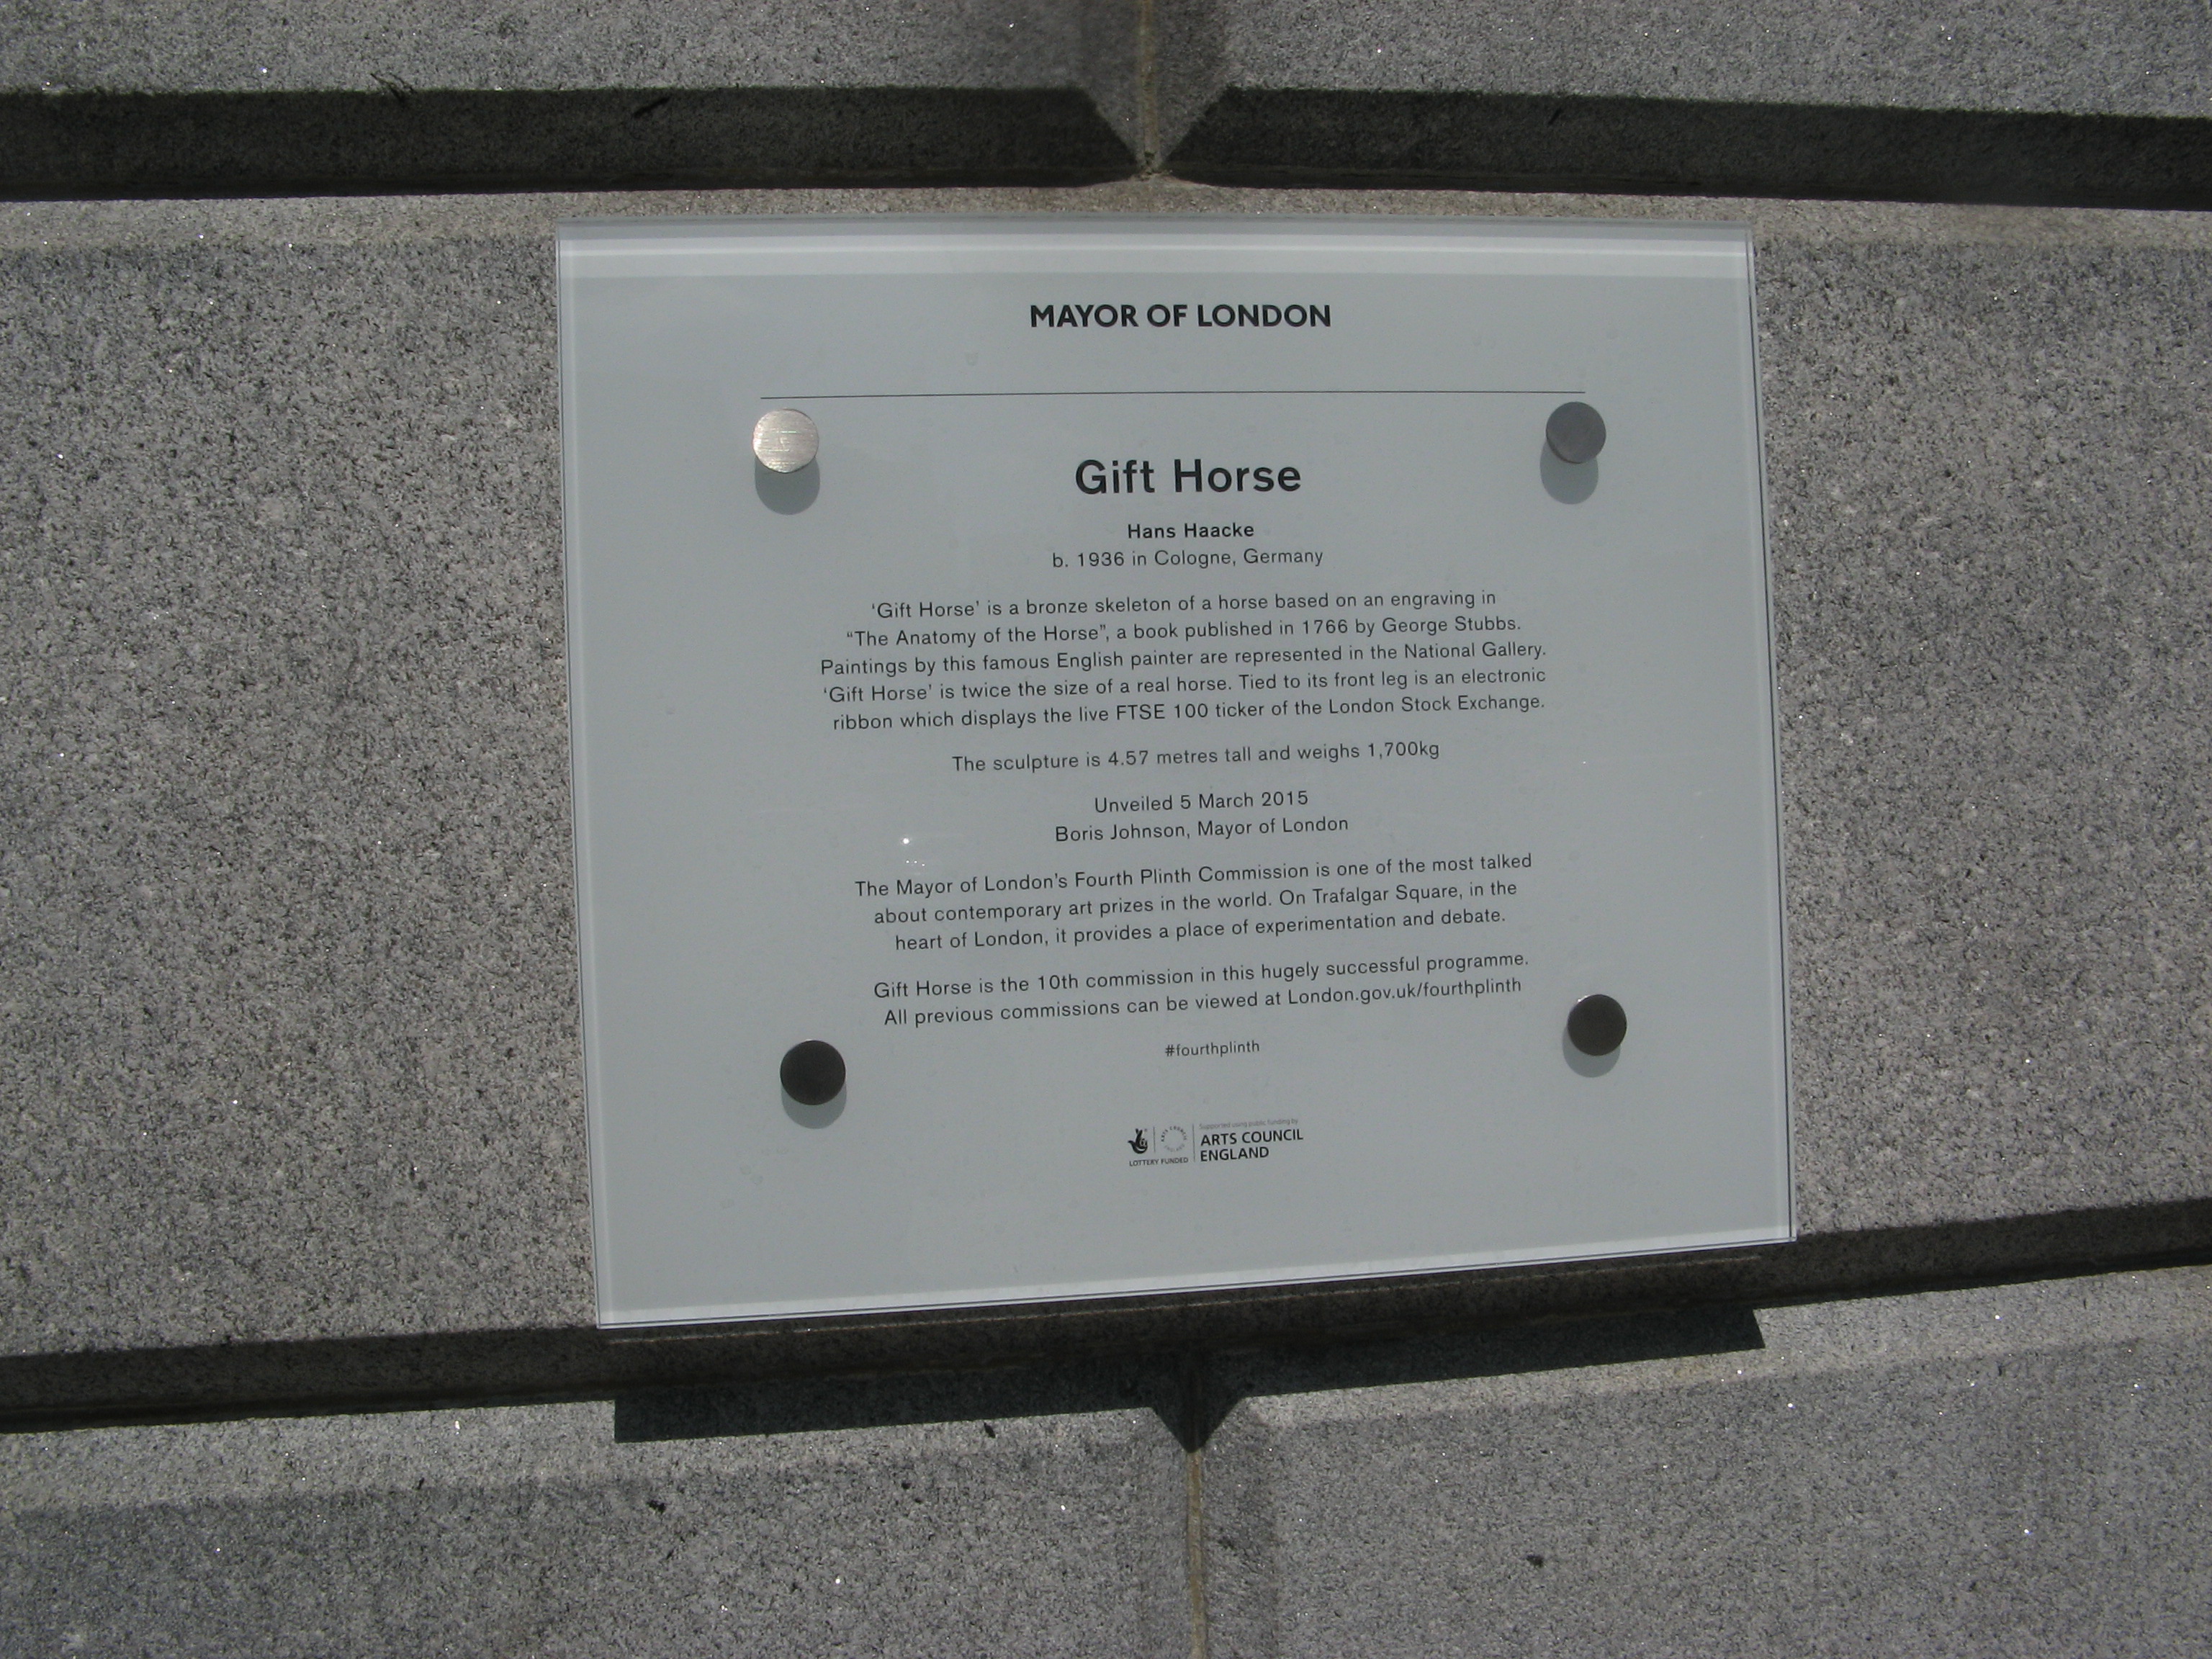 MAYOR OF LONDON
Gift Horse
Hans Haacke
b. 1936 in Cologne, Germany
‘Gift Horse’ is a bronze skeleton of a horse based on an engraving in
“The Anatomy of the Horse”, a book published in 1766 by George Stubbs.
Paintings by this famous English painter are represented in the National Gallery.
‘Gift Horse’ is twice the size of a real horse. Tied to its front leg is an electronic
ribbon which displays the live FTSE 100 ticker of the London Stock Exchange.
The sculpture is 4.57 metres tall and weighs 1,700kg
Unveiled 5 March 2015
Boris Johnson, Mayor of London
The Mayor of London’s Fourth Plinth Commission is one of the most talked
about contemporary art prizes in the world. On Trafalgar Square, in the
heart of London, it provides a place of experimentation and debate.
Gift Horse is the 10th commission in this hugely successful programme.
All previous commissions can be viewed at London.gov.uk/fourthplinth
#fourthplinth
Supported using public funding by
ARTS COUNCIL
ENGLAND
LOTTERY FUNDED